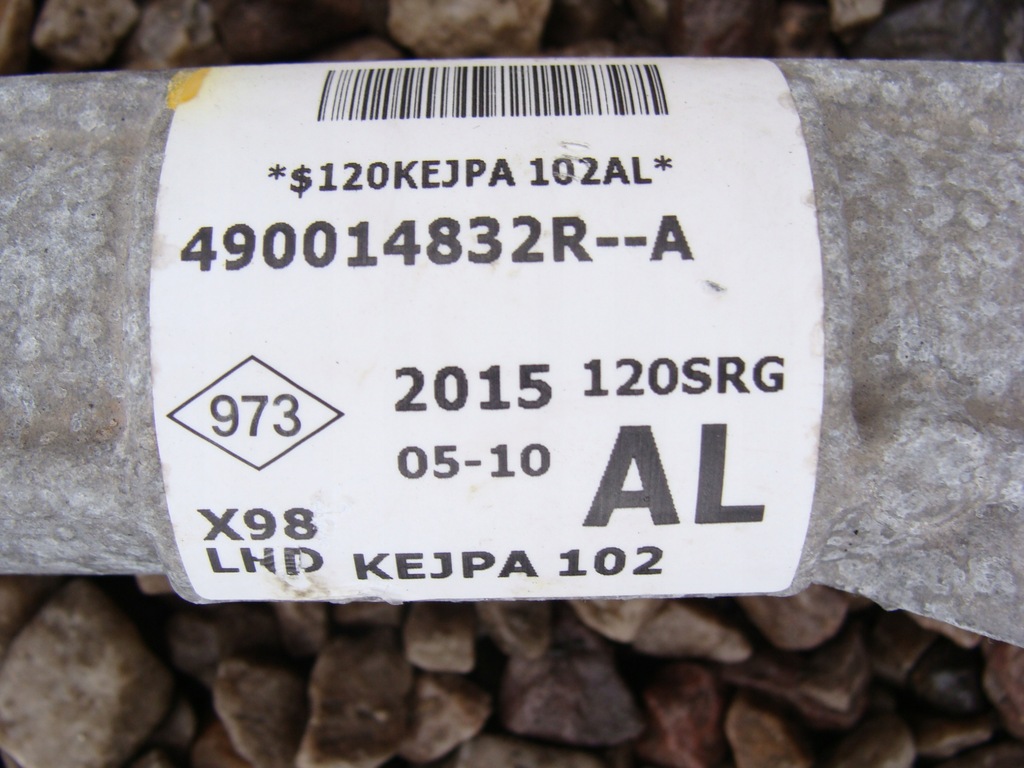 *$120KEJPA 102AL*
490014832R--A
973
2015 120SRG
05-10
AL
X98
LHD KEJPA 102